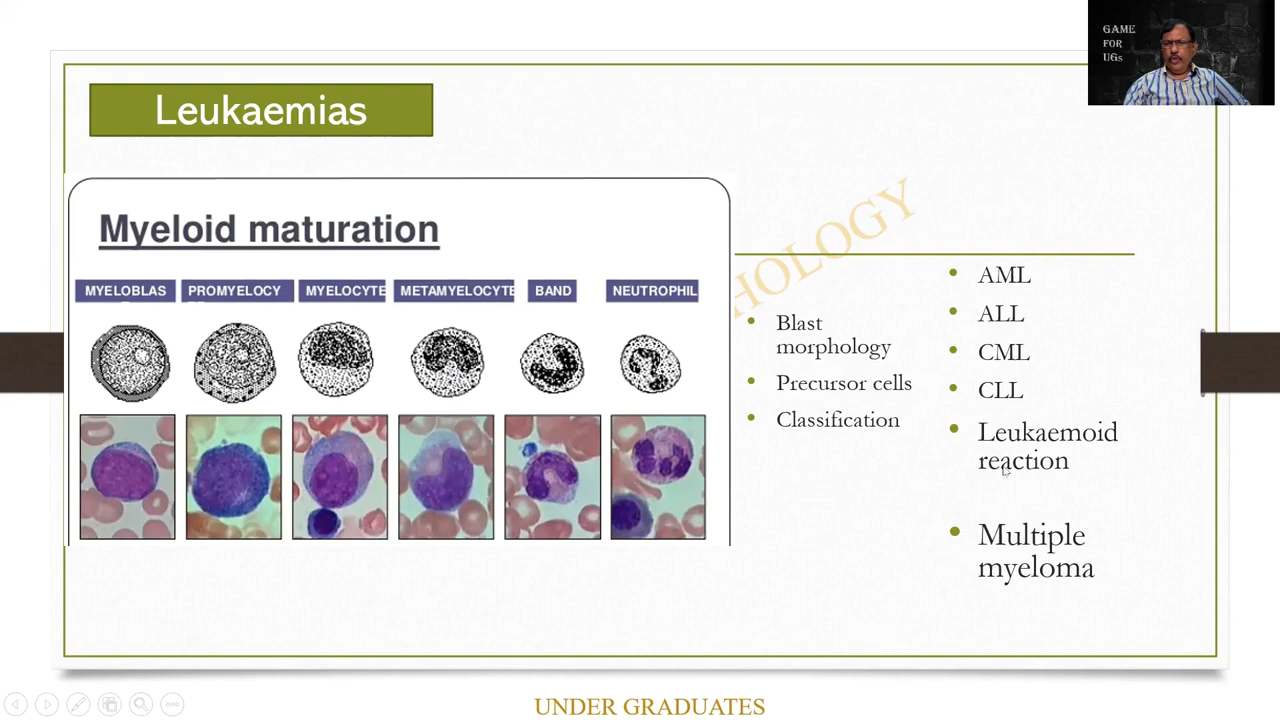 GAME
FOR
UGs
Leukaemias
Myeloid maturation
MYELOBLAS
PROMYELOCY
MYELOCYTE
METAMYELOCYTE
BAND
NEUTROPHIL
• Blast
morphology
• Precursor cells
• Classification
• AML
• ALL
• CML
• CLL
• Leukaemoid
reaction
• Multiple
myeloma
UNDER GRADUATES